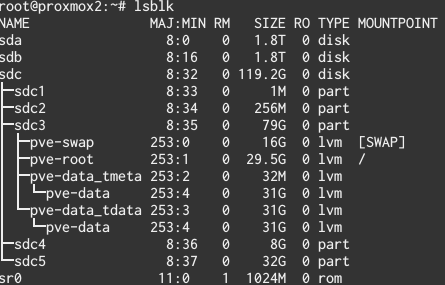 root@proxmox2:~# lsblk
NAME                 MAJ:MIN RM   SIZE RO TYPE MOUNTPOINT
sda                    8:0    0   1.8T  0 disk
sdb                    8:16   0   1.8T  0 disk
sdc                    8:32   0 119.2G  0 disk
├─sdc1                 8:33   0     1M  0 part
├─sdc2                 8:34   0   256M  0 part
├─sdc3                 8:35   0    79G  0 part
│ ├─pve-swap         253:0    0    16G  0 lvm  [SWAP]
│ ├─pve-root         253:1    0  29.5G  0 lvm  /
│ ├─pve-data_tmeta   253:2    0    32M  0 lvm
│ │ └─pve-data       253:4    0    31G  0 lvm
│ └─pve-data_tdata   253:3    0    31G  0 lvm
│   └─pve-data       253:4    0    31G  0 lvm
├─sdc4                 8:36   0     8G  0 part
└─sdc5                 8:37   0    32G  0 part
sr0                   11:0    1  1024M  0 rom